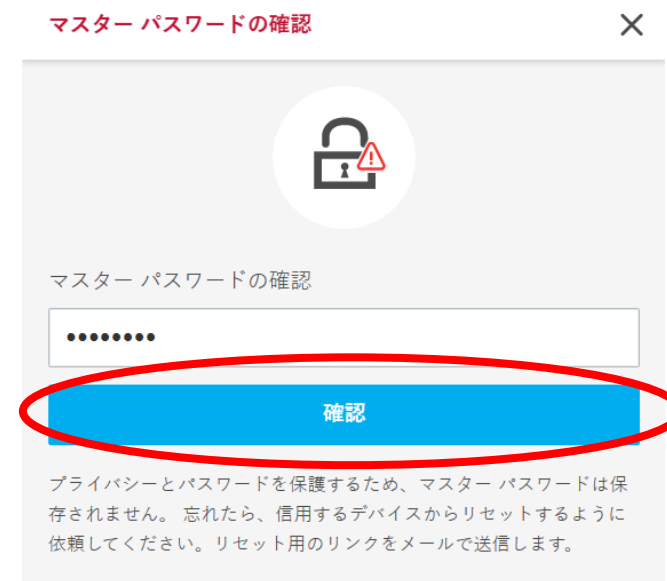 マスター パスワードの確認
マスター パスワードの確認
••••••••
確認
プライバシーとパスワードを保護するため、マスター パスワードは保
存されません。 忘れたら、信用するデバイスからリセットするように
依頼してください。リセット用のリンクをメールで送信します。